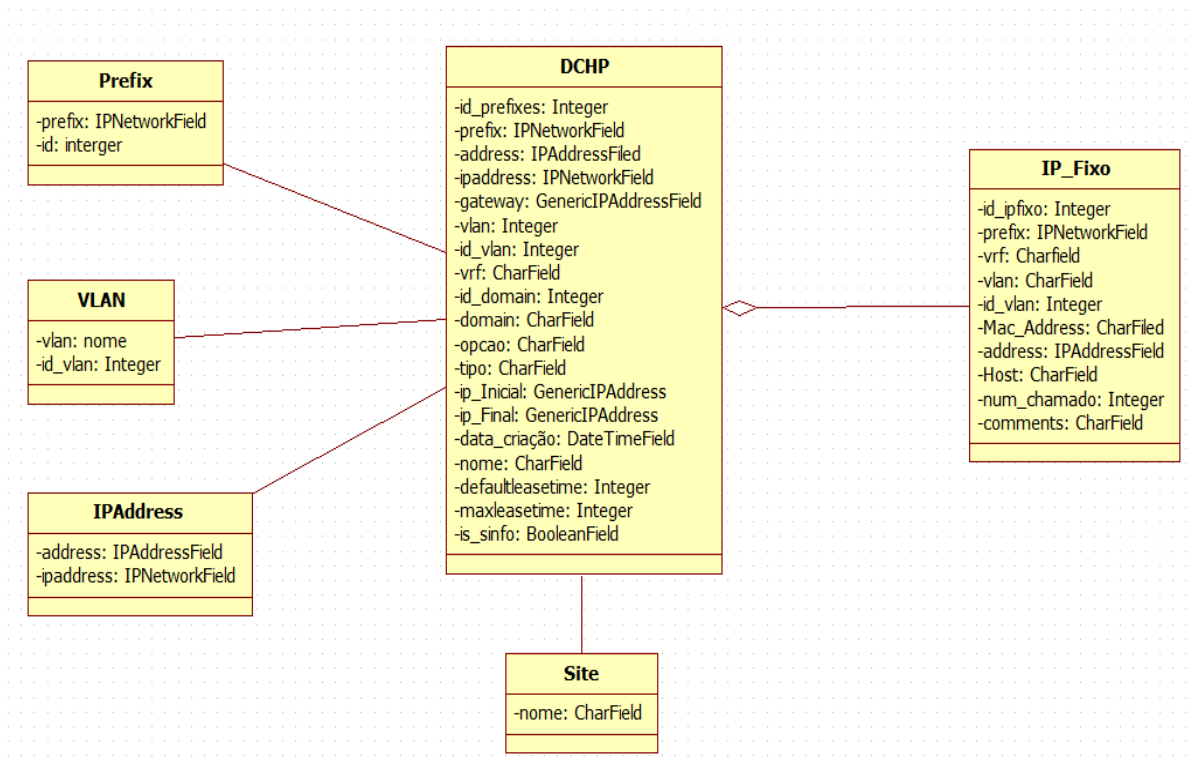 Prefix
-prefix: IPNetworkField
-id: interger
VLAN
-vlan: nome
-id_vlan: Integer
IPAddress
-address: IPAddressField
-ipaddress: IPNetworkField
DCHP
-id_prefixes: Integer
-prefix: IPNetworkField
-address: IPAddressFiled
-ipaddress: IPNetworkField
-gateway: GenericIPAddressField
-vlan: Integer
-id_vlan: Integer
-vrf: CharField
-id_domain: Integer
-domain: CharField
-opcao: CharField
-tipo: CharField
-ip_Inicial: GenericIPAddress
-ip_Final: GenericIPAddress
-data_criação: DateTimeField
-nome: CharField
-defaultleasetime: Integer
-maxleasetime: Integer
-is_sinfo: BooleanField
Site
-nome: CharField
IP_Fixo
-id_ipfixo: Integer
-prefix: IPNetworkField
-vrf: Charfield
-vlan: CharField
-id_vlan: Integer
-Mac_Address: CharFiled
-address: IPAddressField
-Host: CharField
-num_chamado: Integer
-comments: CharField